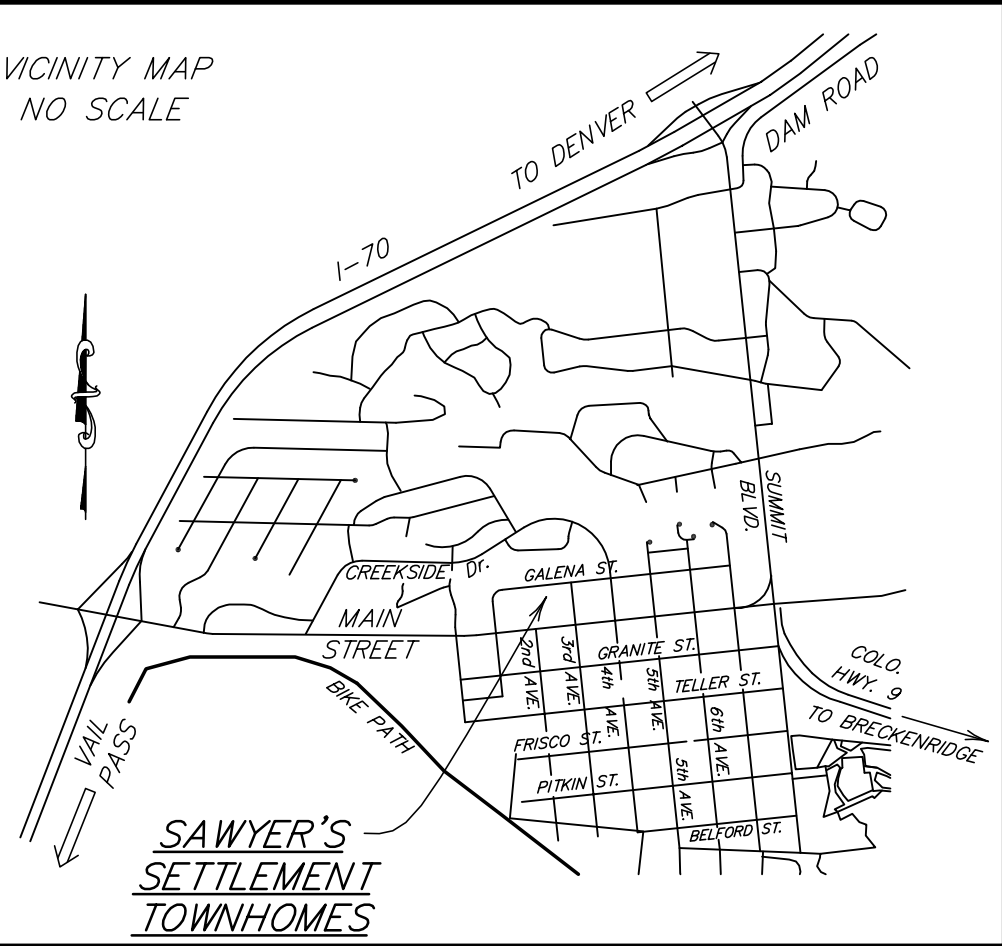 VICINITY MAP
NO SCALE
TO DENVER
DAM ROAD
I-70
SUMMIT
BLVD.
CREEKSIDE Dr.
GALENA ST.
MAIN
STREET
2nd AVE.
3rd AVE.
4th AVE.
5th AVE.
GRANITE ST.
TELLER ST.
COLO.
HWY. 9
TO BRECKENRIDGE
BIKE PATH
VAIL
PASS
FRISCO ST.
6th AVE.
PITKIN ST.
5th AVE.
BELFORD ST.
SAWYER'S
SETTLEMENT
TOWNHOMES